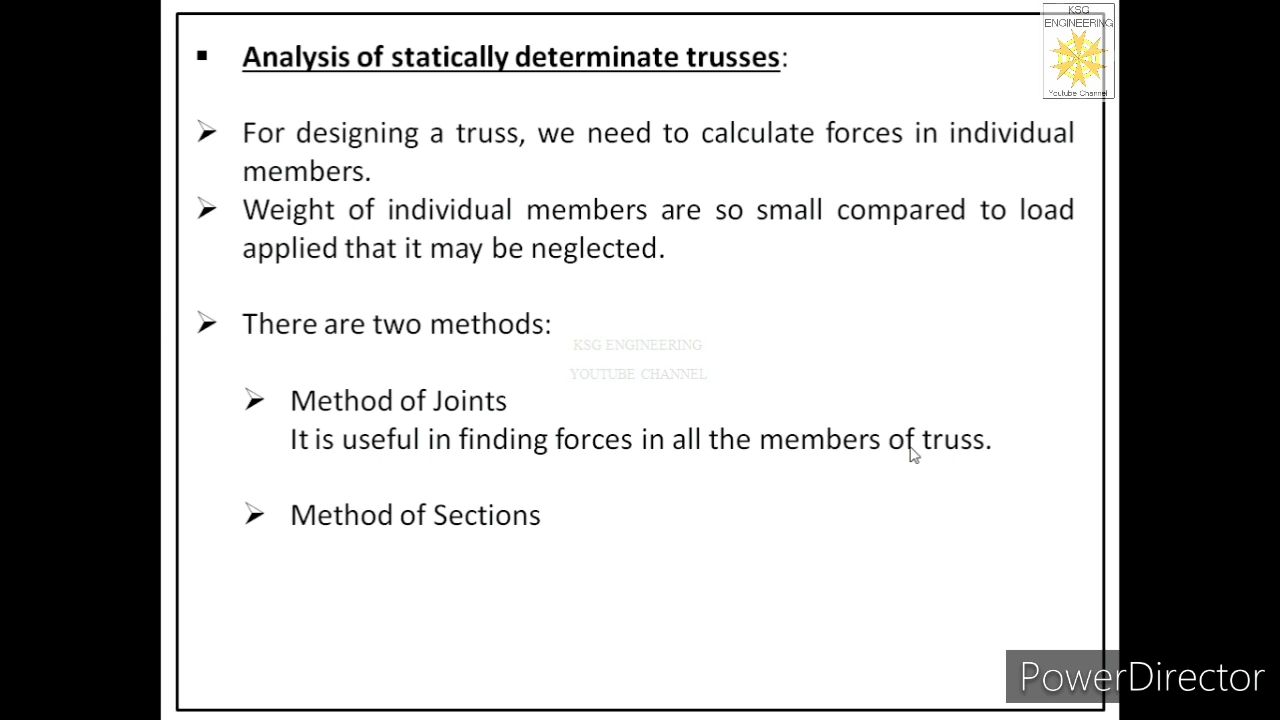 KSG
ENGINEERING
Youtube Channel
▪ Analysis of statically determinate trusses:
➢ For designing a truss, we need to calculate forces in individual
members.
➢ Weight of individual members are so small compared to load
applied that it may be neglected.
➢ There are two methods:
KSG ENGINEERING
YOUTUBE CHANNEL
➢ Method of Joints
It is useful in finding forces in all the members of truss.
➢ Method of Sections
PowerDirector